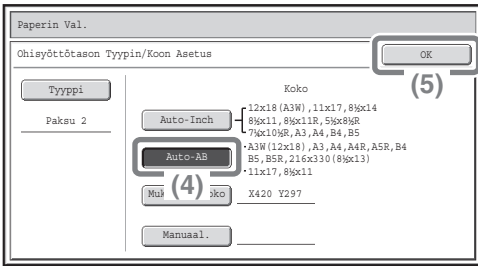 Paperin Val.
Ohisyöttötason Tyypin/Koon Asetus
OK
(5)
Tyyppi
Koko
Paksu 2
Auto-Inch
12x18(A3W),11x17,8½x14
8½x11,8½x11R,5½x8½R
7¼x10½R,A3,A4,B4,B5
Auto-AB
•A3W(12x18),A3,A4,A4R,A5R,B4
B5,B5R,216x330(8½x13)
•11x17,8½x11
(4)
X420 Y297
Manuaal.